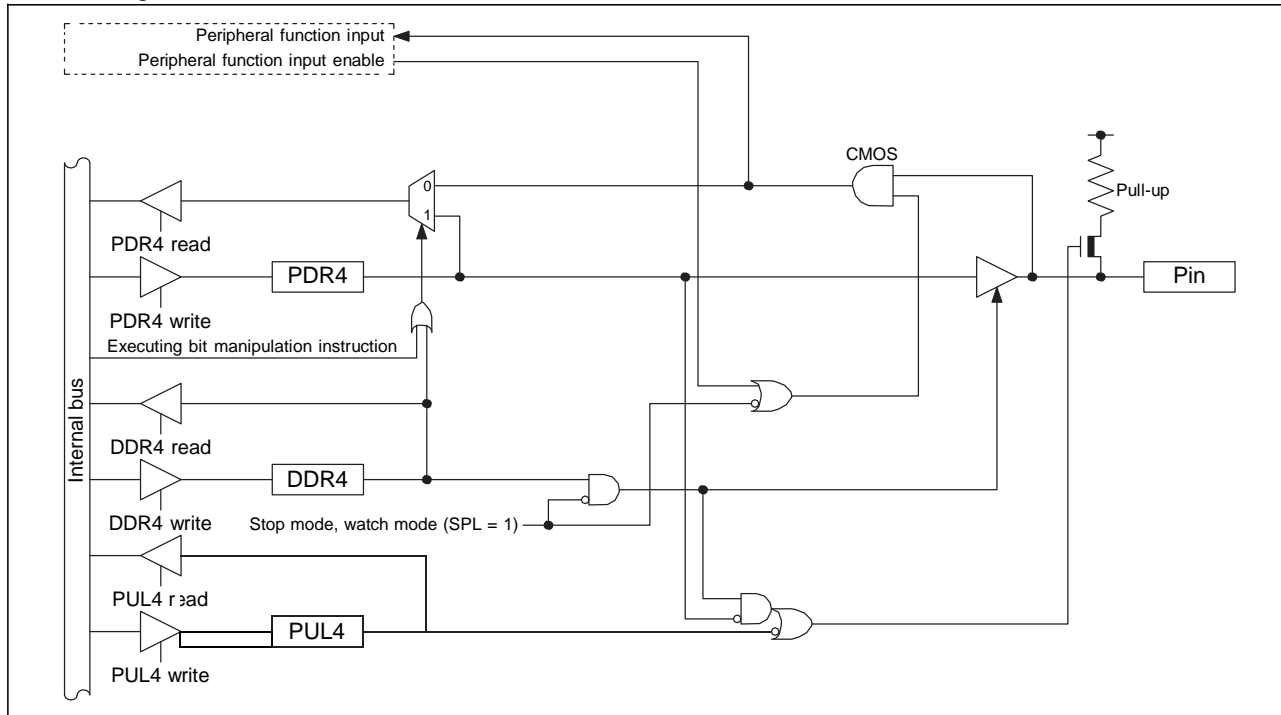 Peripheral function input
Peripheral function input enable
CMOS
Pull-up
0
1
PDR4 read
PDR4
Pin
PDR4 write
Executing bit manipulation instruction
Internal bus
DDR4 read
DDR4
DDR4 write
Stop mode, watch mode (SPL = 1)
PUL4 read
PUL4
PUL4 write